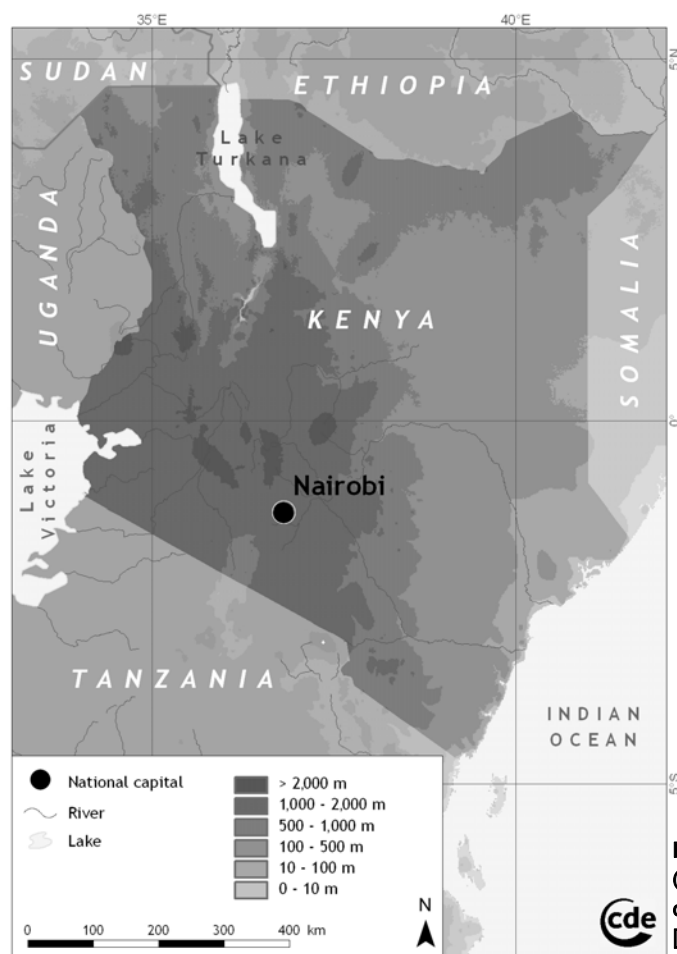 35°E
40°E
5°N
SUDAN
ETHIOPIA
Lake
Turkana
UGANDA
KENYA
SOMALIA
0°
Lake
Victoria
Nairobi
TANZANIA
INDIAN
OCEAN
5°S
National capital
River
Lake
> 2,000 m
1,000 - 2,000 m
500 - 1,000 m
100 - 500 m
10 - 100 m
0 - 10 m
N
0 100 200 300 400 km
cde